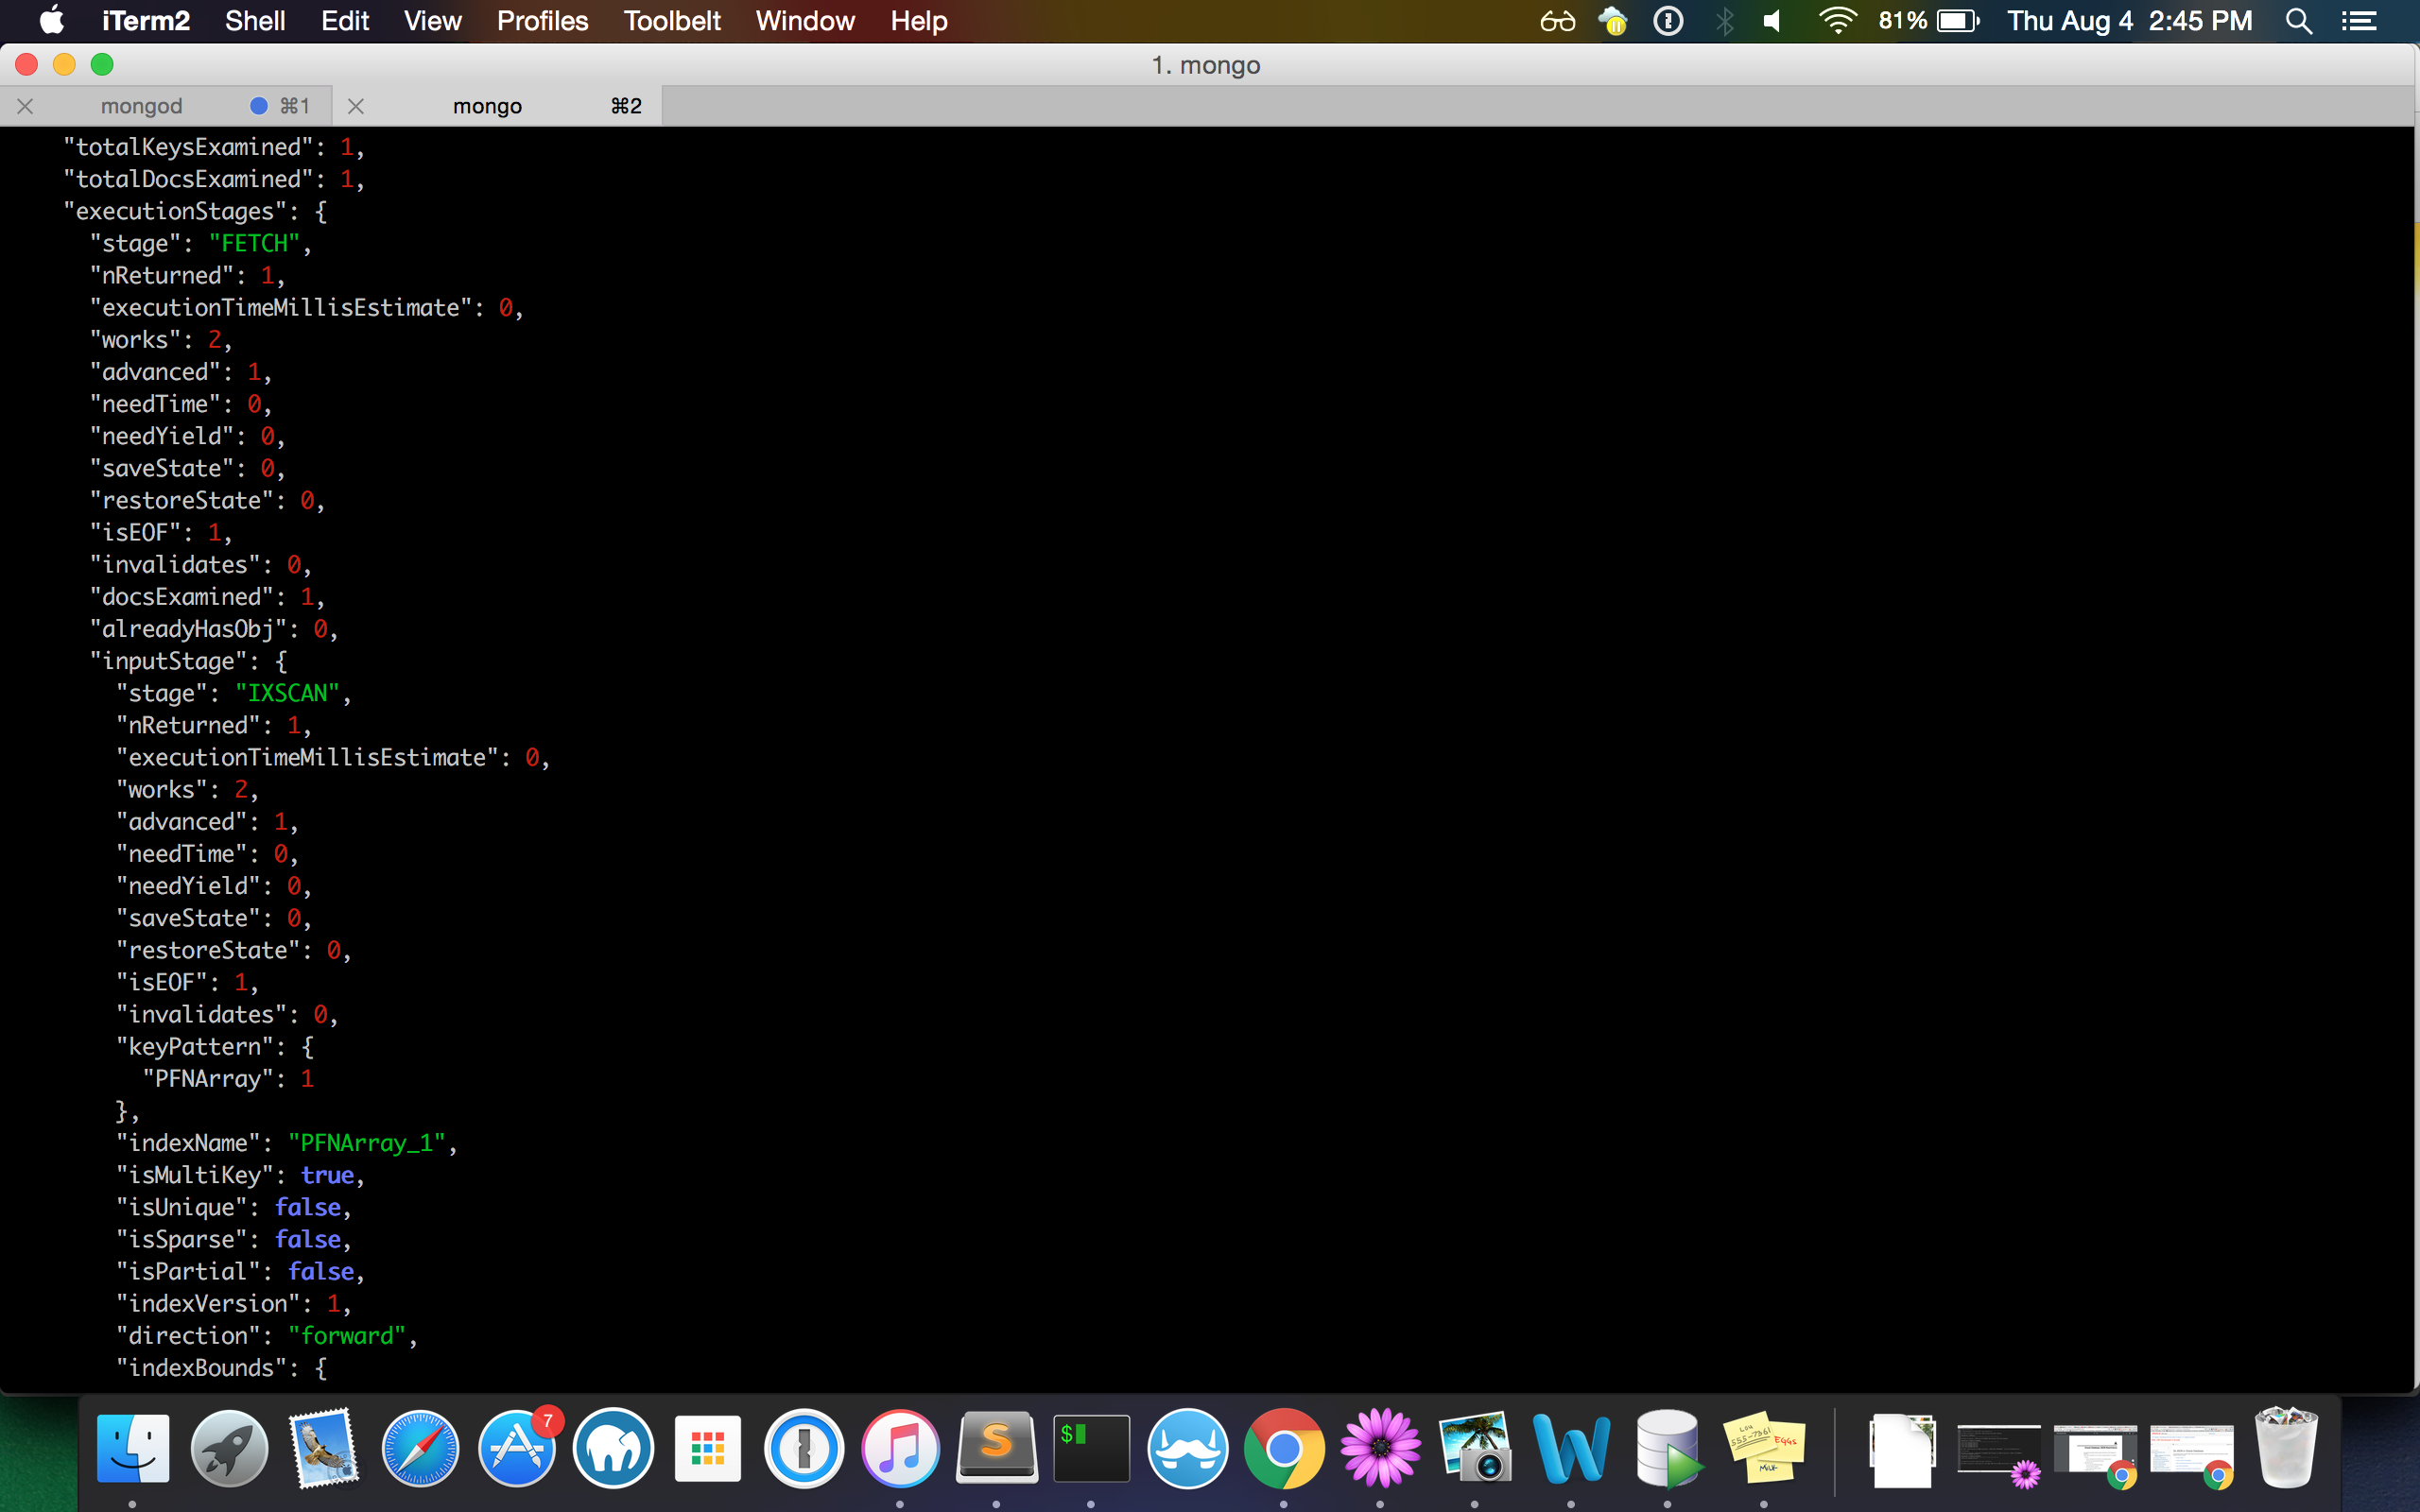 iTerm2 Shell Edit View Profiles Toolbelt Window Help 81% Thu Aug 4 2:45 PM
1. mongo
mongod ⌘1 mongo ⌘2
"totalKeysExamined": 1,
"totalDocsExamined": 1,
"executionStages": {
"stage": "FETCH",
"nReturned": 1,
"executionTimeMillisEstimate": 0,
"works": 2,
"advanced": 1,
"needTime": 0,
"needYield": 0,
"saveState": 0,
"restoreState": 0,
"isEOF": 1,
"invalidates": 0,
"docsExamined": 1,
"alreadyHasObj": 0,
"inputStage": {
"stage": "IXSCAN",
"nReturned": 1,
"executionTimeMillisEstimate": 0,
"works": 2,
"advanced": 1,
"needTime": 0,
"needYield": 0,
"saveState": 0,
"restoreState": 0,
"isEOF": 1,
"invalidates": 0,
"keyPattern": {
"PFNArray": 1
},
"indexName": "PFNArray_1",
"isMultiKey": true,
"isUnique": false,
"isSparse": false,
"isPartial": false,
"indexVersion": 1,
"direction": "forward",
"indexBounds": {
7
$
S
555-7361
EGGS
MILK